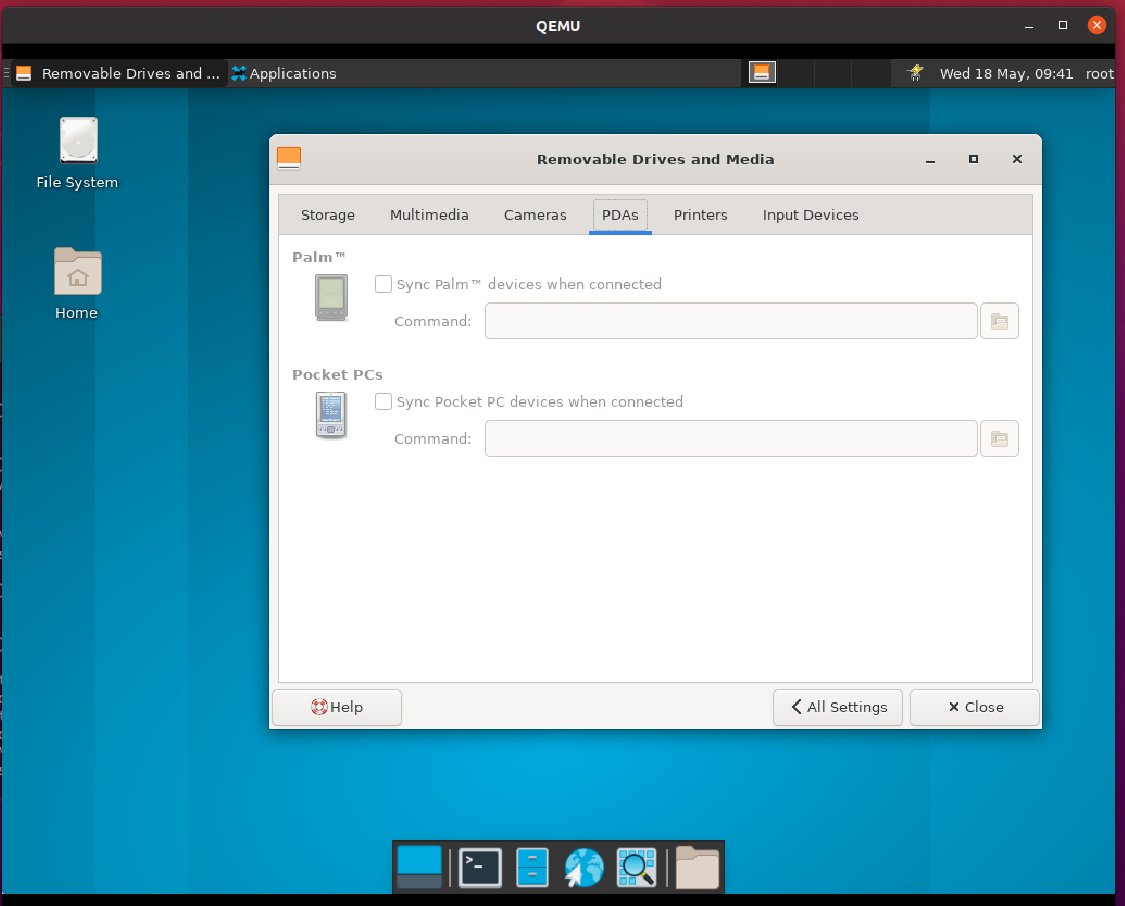 QEMU
Removable Drives and ... Applications Wed 18 May, 09:41 root
File System
Home
Removable Drives and Media
Storage Multimedia Cameras PDAs Printers Input Devices
Palm™
Sync Palm™ devices when connected
Command:
Pocket PCs
Sync Pocket PC devices when connected
Command:
Help All Settings Close